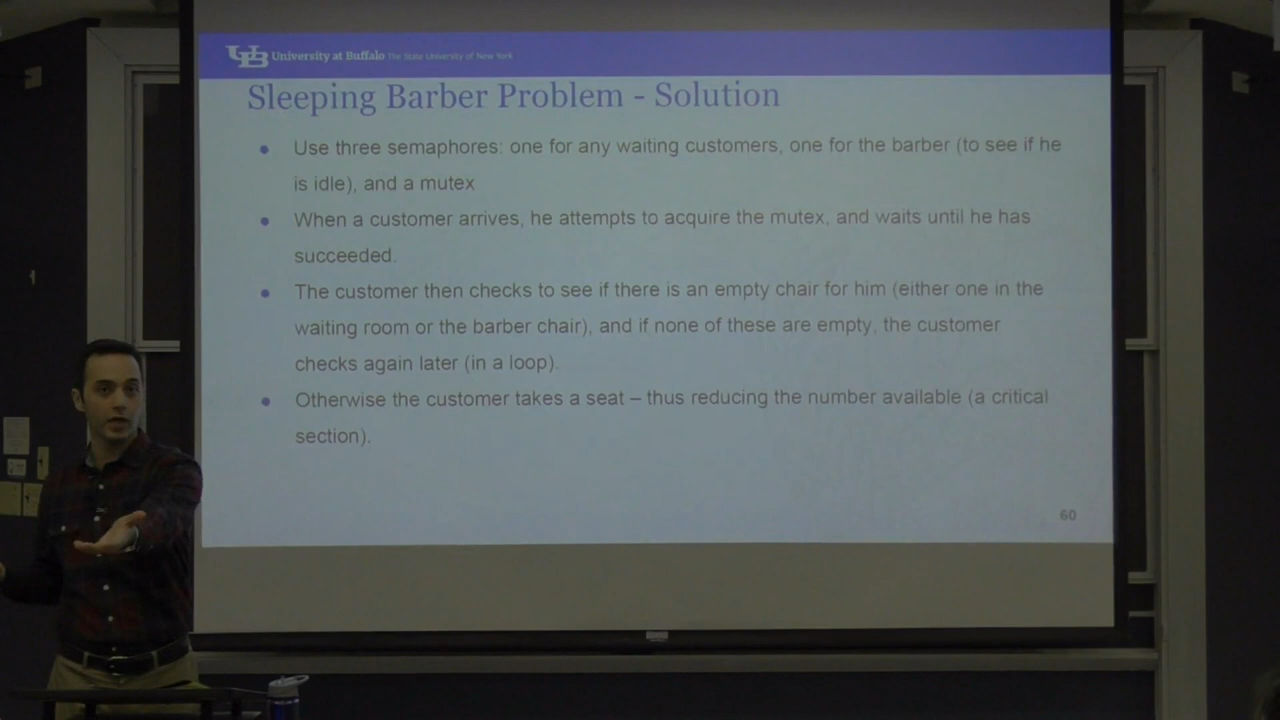 University at Buffalo The State University of New York
Sleeping Barber Problem - Solution
Use three semaphores: one for any waiting customers, one for the barber (to see if he
is idle), and a mutex
When a customer arrives, he attempts to acquire the mutex, and waits until he has
succeeded.
The customer then checks to see if there is an empty chair for him (either one in the
waiting room or the barber chair), and if none of these are empty, the customer
checks again later (in a loop).
Otherwise the customer takes a seat – thus reducing the number available (a critical
section).
60